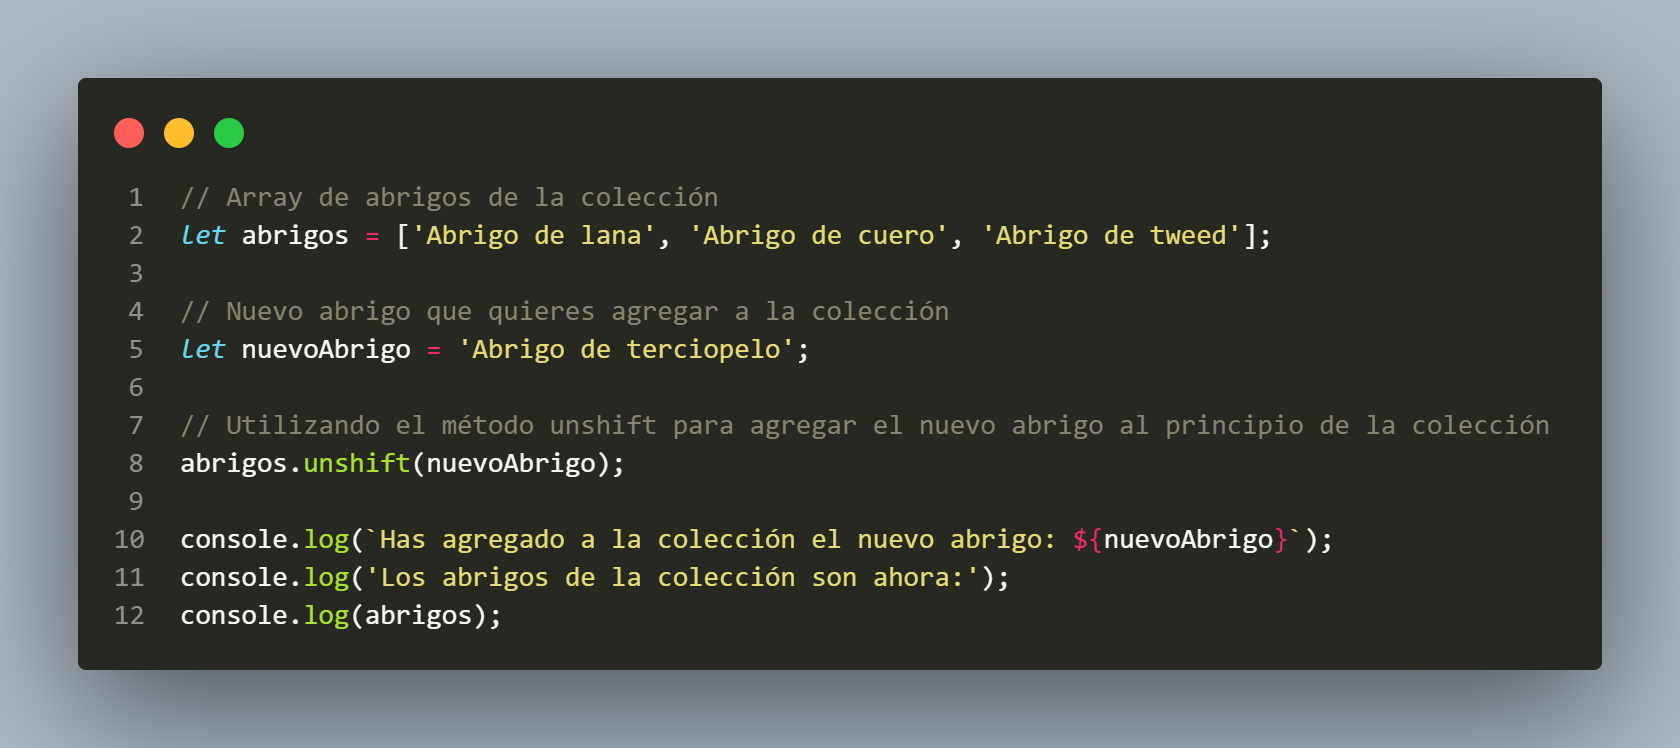 1 // Array de abrigos de la colección
2 let abrigos = ['Abrigo de lana', 'Abrigo de cuero', 'Abrigo de tweed'];
3
4 // Nuevo abrigo que quieres agregar a la colección
5 let nuevoAbrigo = 'Abrigo de terciopelo';
6
7 // Utilizando el método unshift para agregar el nuevo abrigo al principio de la colección
8 abrigos.unshift(nuevoAbrigo);
9
10 console.log(`Has agregado a la colección el nuevo abrigo: ${nuevoAbrigo}`);
11 console.log('Los abrigos de la colección son ahora:');
12 console.log(abrigos);